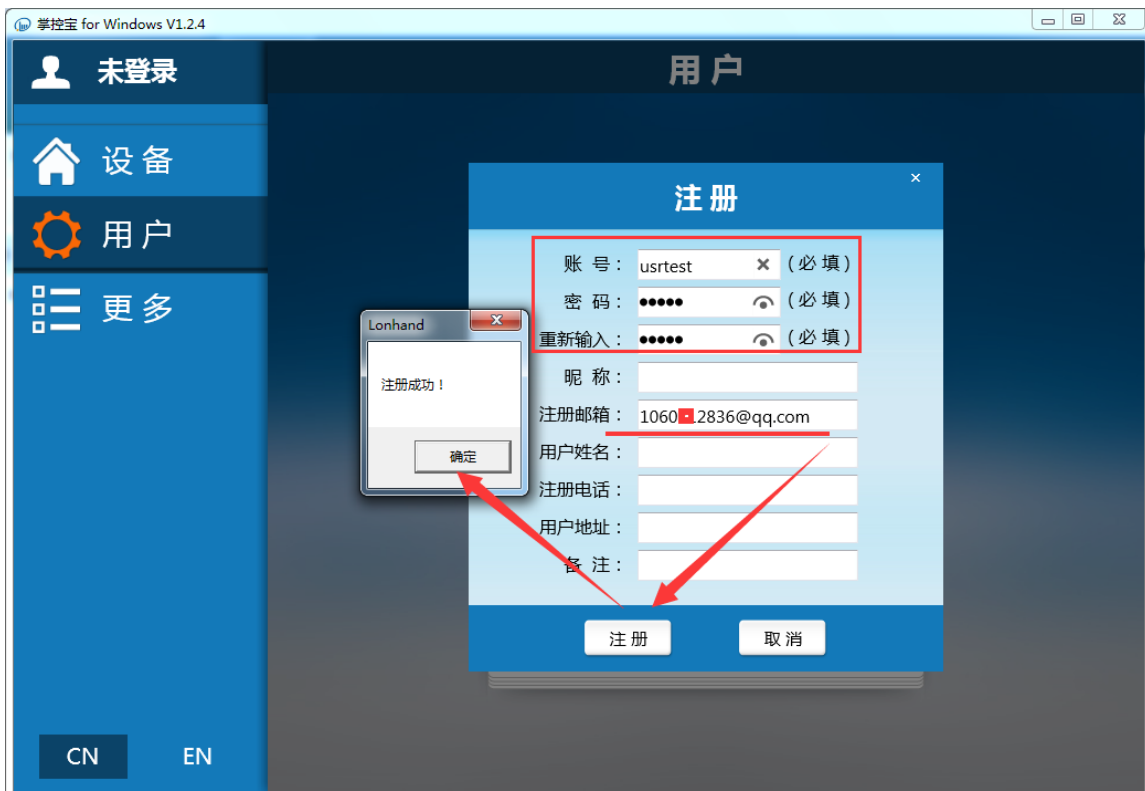 掌控宝 for Windows V1.2.4
未登录
用 户
设 备
用 户
更 多
注 册
账 号： usrtest (必 填)
密 码： ●●●●● (必 填)
重新输入： ●●●●● (必 填)
昵 称：
注册邮箱： 1060 2836@qq.com
用户姓名：
注册电话：
用户地址：
备 注：
注 册 取 消
Lonhand
注册成功！
确定
CN EN